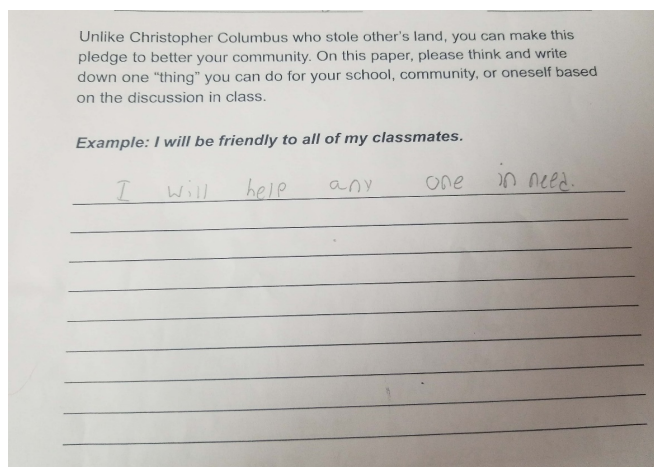 Unlike Christopher Columbus who stole other's land, you can make this
pledge to better your community. On this paper, please think and write
down one "thing" you can do for your school, community, or oneself based
on the discussion in class.
Example: I will be friendly to all of my classmates.
I will help any one in need.